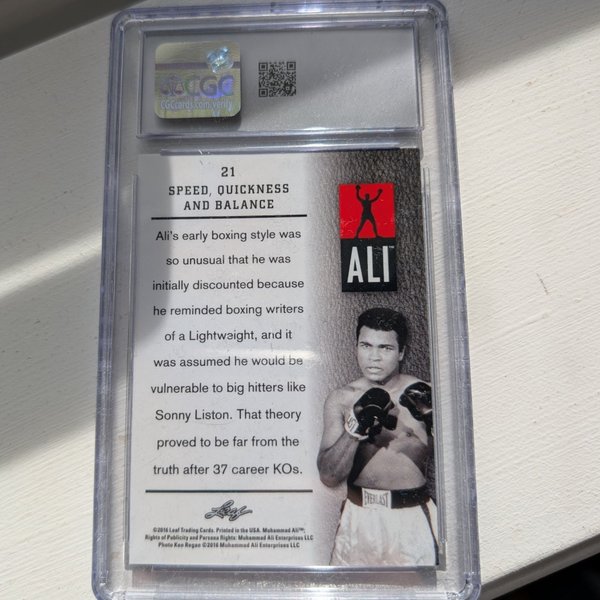 CGC
CGCcards.com/verify
21
SPEED, QUICKNESS
AND BALANCE
Ali's early boxing style was
so unusual that he was
initially discounted because
he reminded boxing writers
of a Lightweight, and it
was assumed he would be
vulnerable to big hitters like
Sonny Liston. That theory
proved to be far from the
truth after 37 career KOs.
ALI™
EVERLAST
Leaf
©2016 Leaf Trading Cards. Printed in the USA. Muhammad Ali™;
Rights of Publicity and Persona Rights: Muhammad Ali Enterprises LLC
Photo Ken Regan ©2016 Muhammad Ali Enterprises LLC